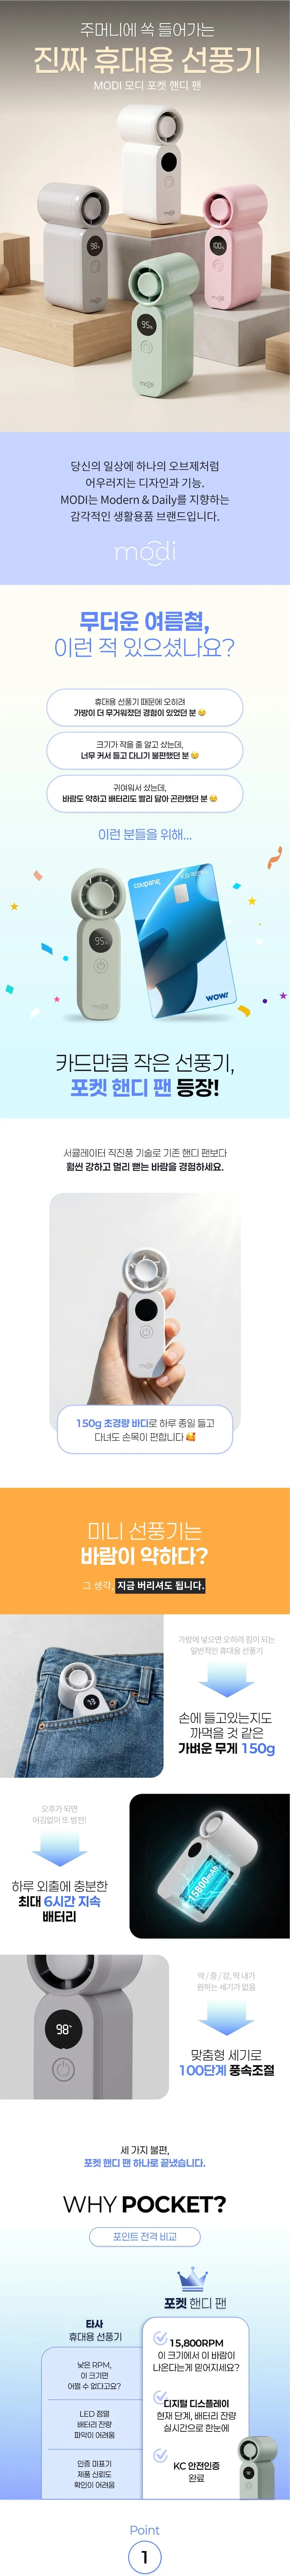 주머니에 쏙 들어가는
진짜 휴대용 선풍기
MODI 모디 포켓 핸디 팬
modi
98%
modi
100%
modi
95%
modi
당신의 일상에 하나의 오브제처럼
어우러지는 디자인과 기능.
MODI는 Modern & Daily를 지향하는
감각적인 생활용품 브랜드입니다.
modi
무더운 여름철,
이런 적 있으셨나요?
휴대용 선풍기 때문에 오히려
가방이 더 무거워졌던 경험이 있었던 분 😥
크기가 작을 줄 알고 샀는데,
너무 커서 들고 다니기 불편했던 분 😥
귀여워서 샀는데,
바람도 약하고 배터리도 빨리 닳아 곤란했던 분 😥
이런 분들을 위해...
coupang
95%
modi
WOW!
카드만큼 작은 선풍기,
포켓 핸디 팬 등장!
서큘레이터 직진풍 기술로 기존 핸디 팬보다
훨씬 강하고 멀리 뻗는 바람을 경험하세요.
modi
150g 초경량 바디로 하루 종일 들고
다녀도 손목이 편합니다 🥰
미니 선풍기는
바람이 약하다?
그 생각, 지금 버리셔도 됩니다.
가방에 넣으면 오히려 짐이 되는
일반적인 휴대용 선풍기
손에 들고있는지도
까먹을 것 같은
가벼운 무게 150g
오후가 되면
어김없이 또 방전!
하루 외출에 충분한
최대 6시간 지속
배터리
15800mAh
98%
약 / 중 / 강, 딱 내가
원하는 세기가 없음
맞춤형 세기로
100단계 풍속조절
세 가지 불편,
포켓 핸디 팬 하나로 끝냈습니다.
WHY POCKET?
포인트 전격 비교
포켓 핸디 팬
타사
휴대용 선풍기
15,800RPM
이 크기에서 이 바람이
나온다는게 믿어지세요?
낮은 RPM,
이 크기면
어쩔 수 없다고요?
디지털 디스플레이
현재 단계, 배터리 잔량
실시간으로 한눈에
LED 점멸
배터리 잔량
파악이 어려움
KC 안전인증
완료
인증 미표기
제품 신뢰도
확인이 어려움
Point
1